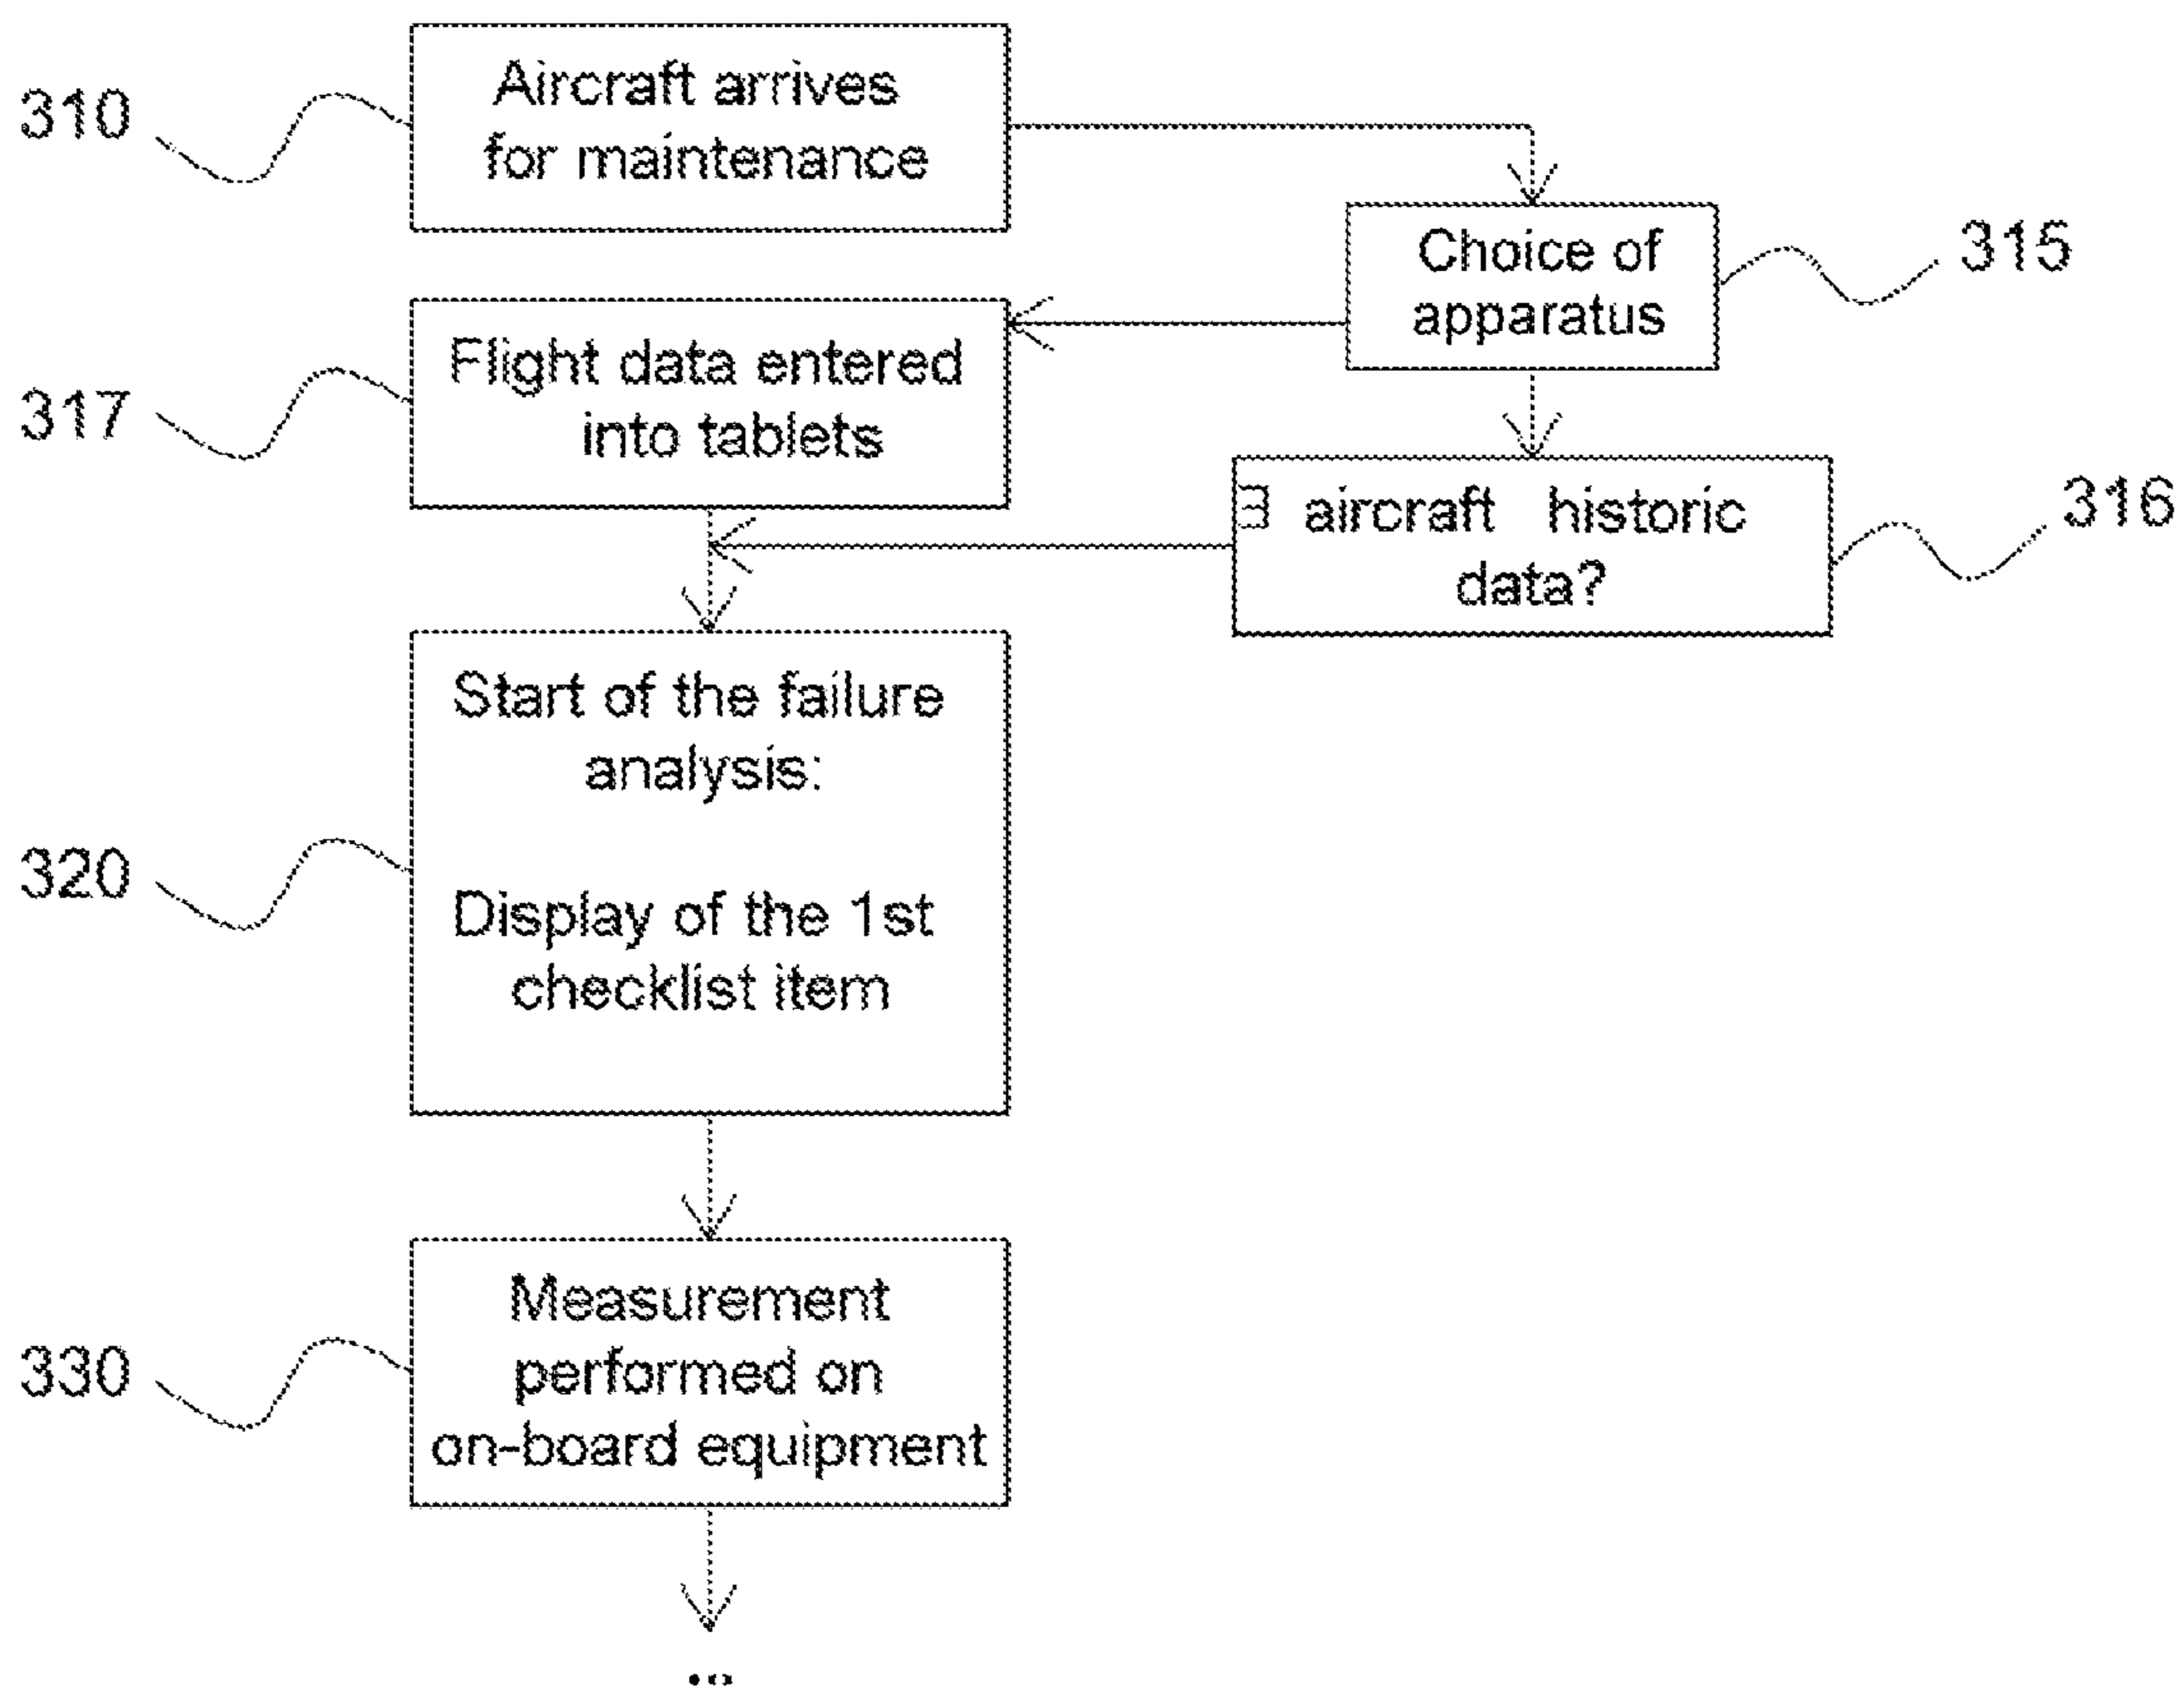 310
Aircraft arrives
for maintenance
Choice of
apparatus
315
317
Flight data entered
into tablets
∃ aircraft historic
data?
316
320
Start of the failure
analysis:
Display of the 1st
checklist item
330
Measurement
performed on
on-board equipment
...